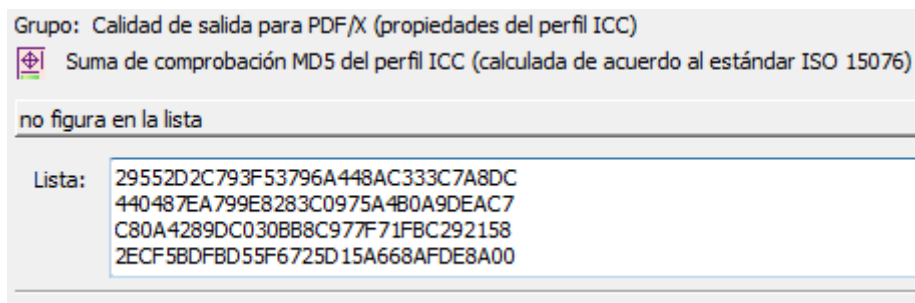 Grupo: Calidad de salida para PDF/X (propiedades del perfil ICC)
Suma de comprobación MD5 del perfil ICC (calculada de acuerdo al estándar ISO 15076)
no figura en la lista
Lista: 29552D2C793F53796A448AC333C7A8DC
440487EA799E8283C0975A4B0A9DEAC7
C80A4289DC030BB8C977F71FBC292158
2ECF5BDFBD55F6725D15A668AFDE8A00